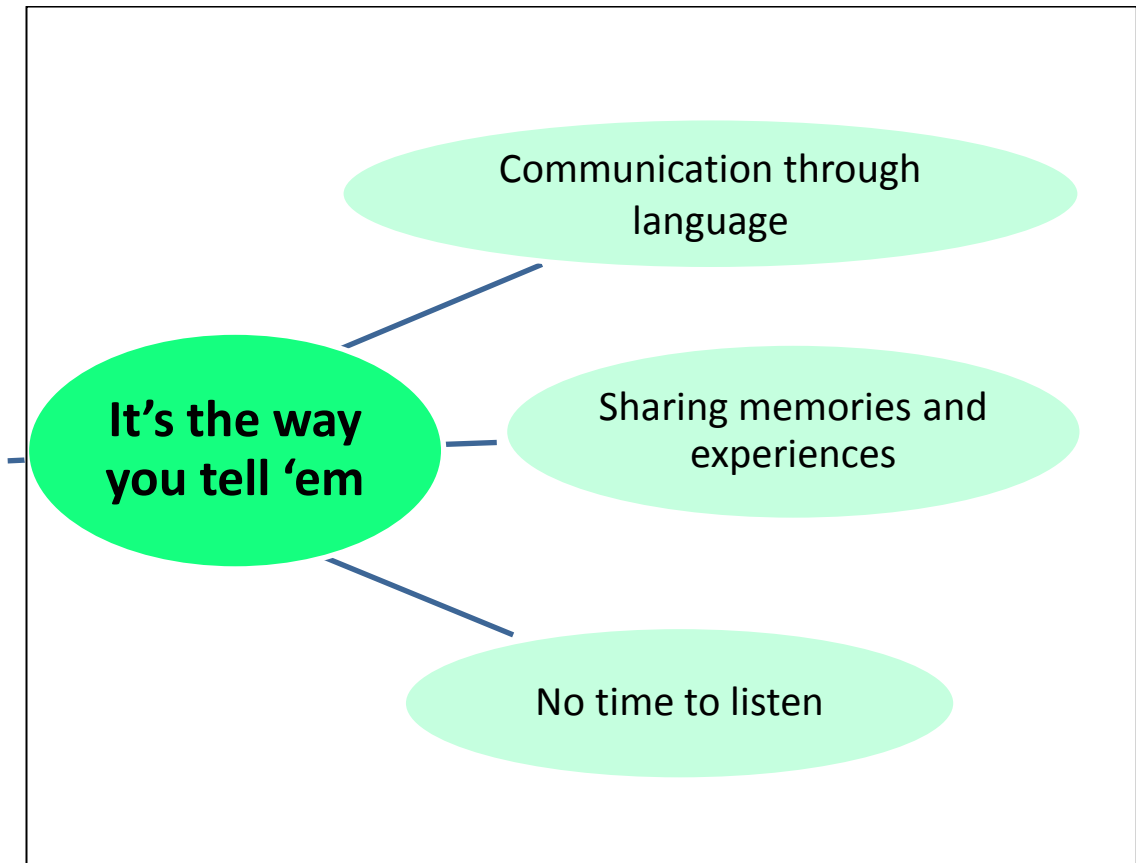 Communication through
language
It’s the way
you tell ‘em
Sharing memories and
experiences
No time to listen